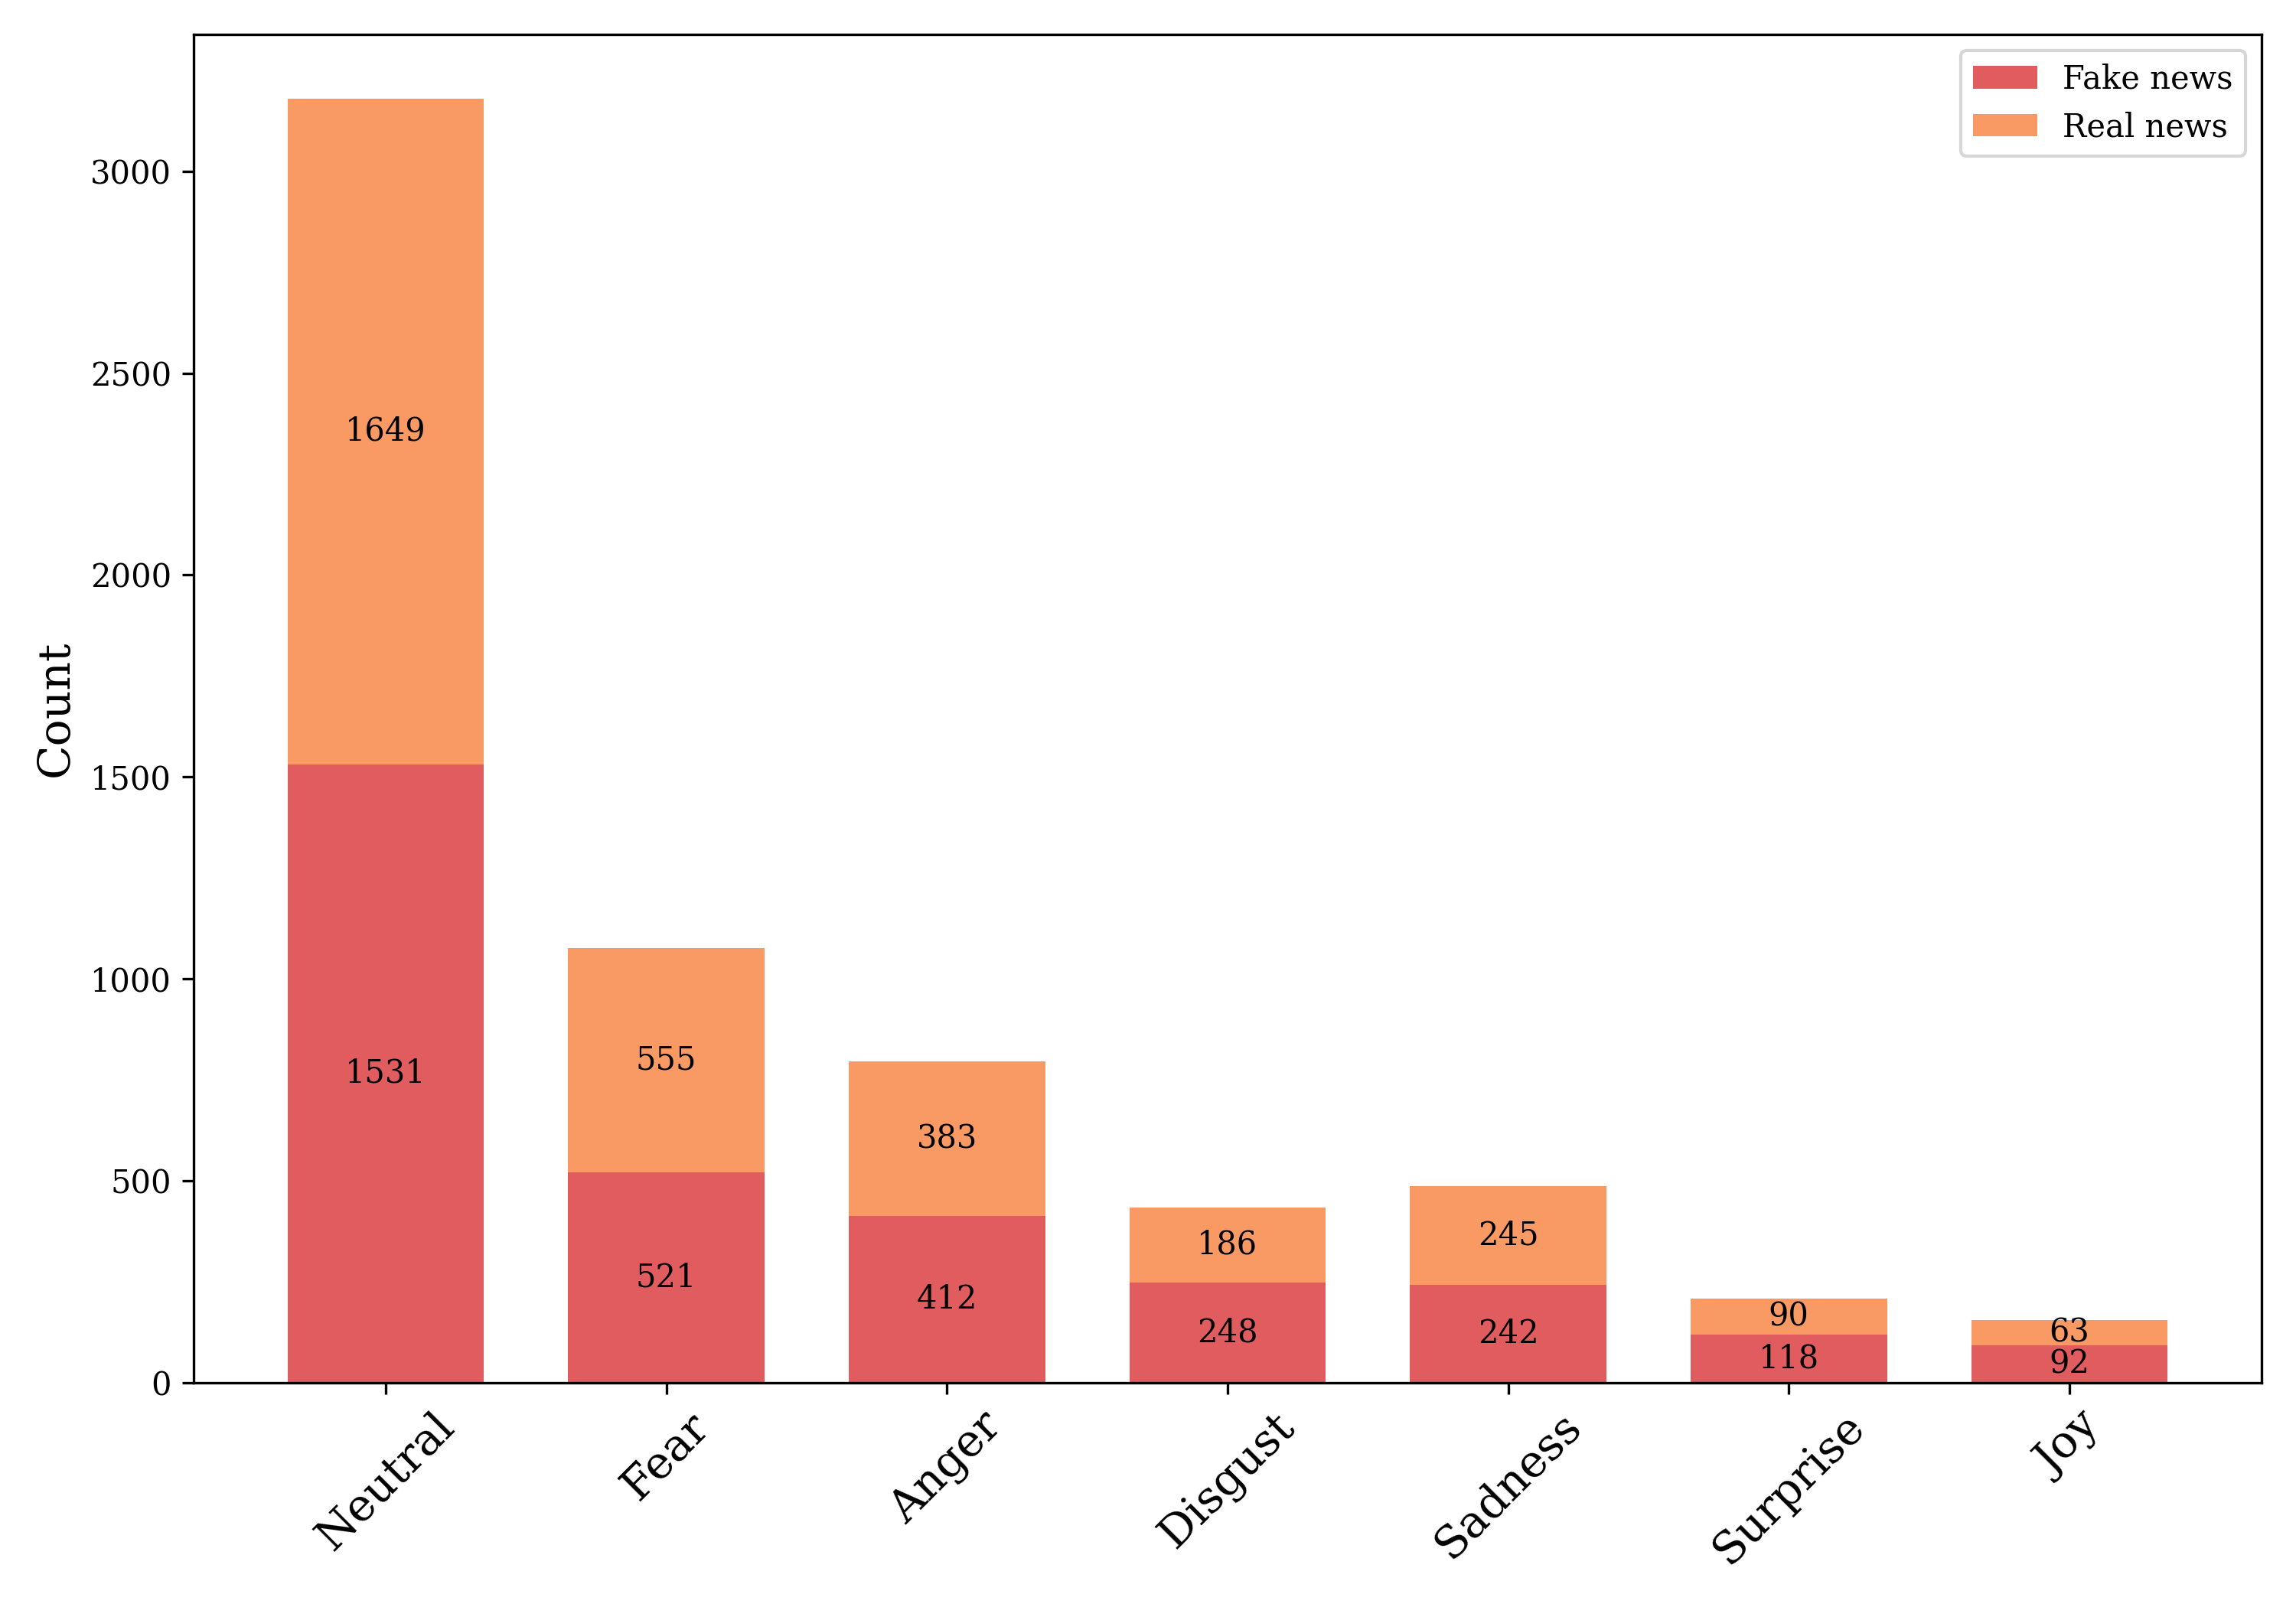 Fake news
Real news
Count
3000
2500
2000
1500
1000
500
0
1649
1531
555
521
383
412
186
248
245
242
90
118
63
92
Neutral
Fear
Anger
Disgust
Sadness
Surprise
Joy